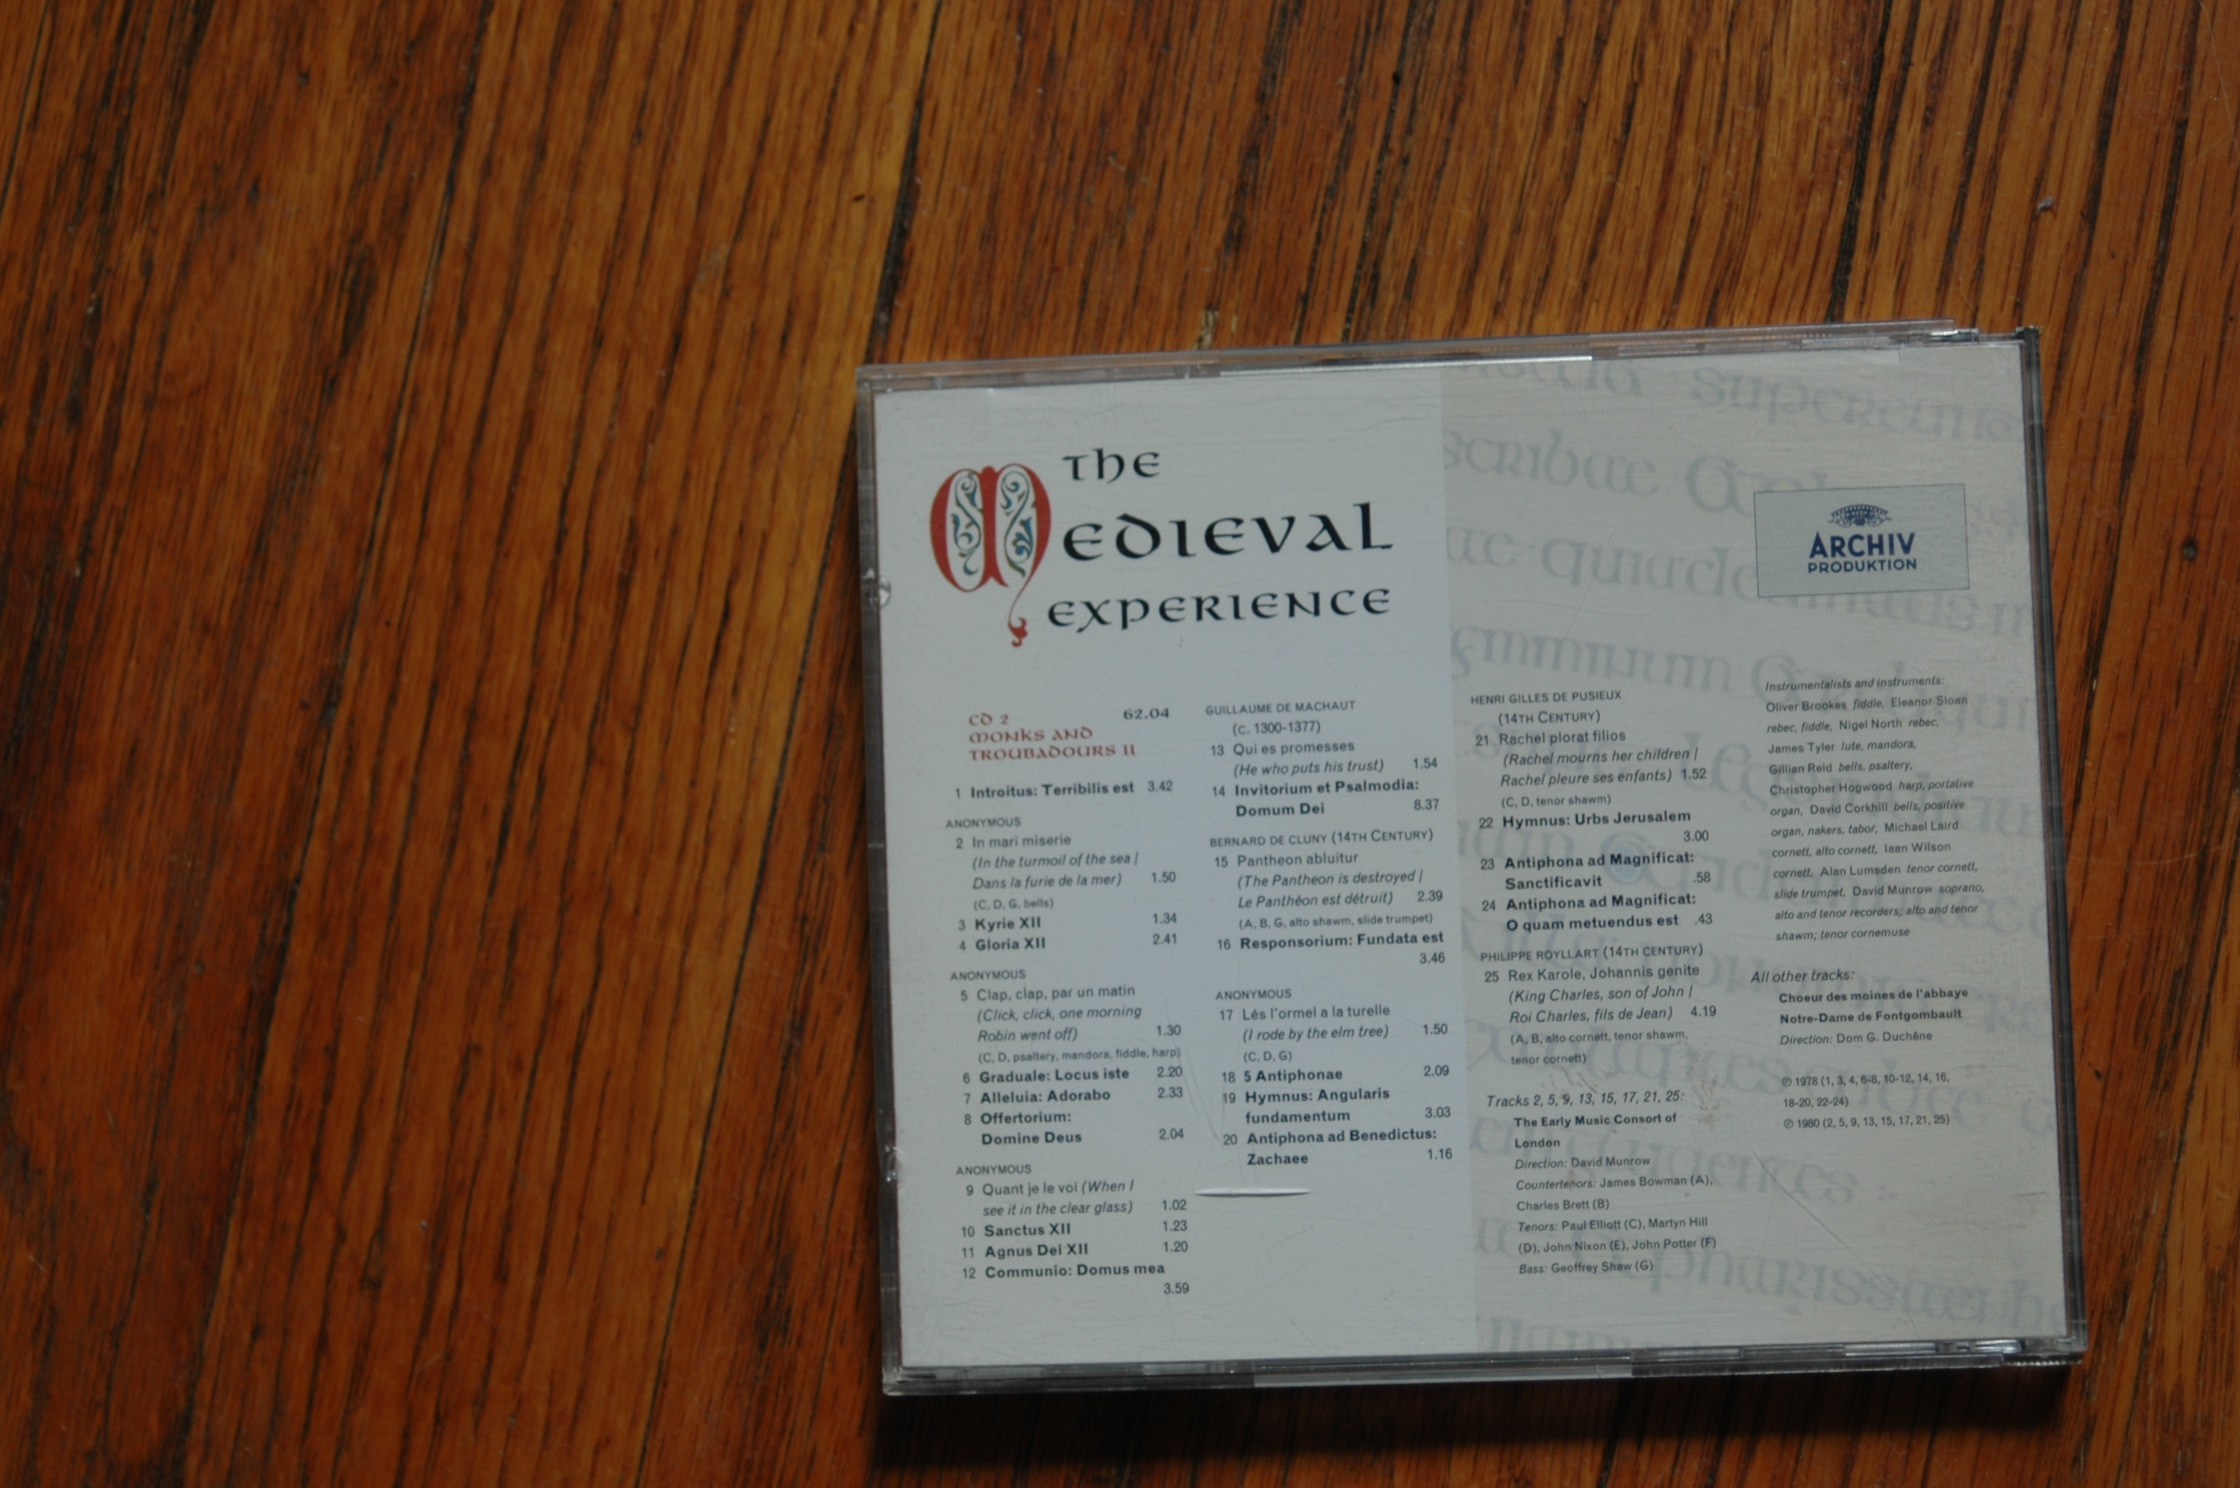 The
Medieval
Experience
ARCHIV
PRODUKTION
CD 2 62.04
Monks and
Troubadours II
1 Introitus: Terribilis est 3.42
ANONYMOUS
2 In mari miserie
(In the turmoil of the sea /
Dans la furie de la mer) 1.50
(C, D, G, bells)
3 Kyrie XII 1.34
4 Gloria XII 2.41
ANONYMOUS
5 Clap, clap, par un matin
(Click, click, one morning
Robin went off) 1.30
(C, D, psaltery, mandora, fiddle, harp)
6 Graduale: Locus iste 2.20
7 Alleluia: Adorabo 2.33
8 Offertorium:
Domine Deus 2.04
ANONYMOUS
9 Quant je le voi (When I
see it in the clear glass) 1.02
10 Sanctus XII 1.23
11 Agnus Dei XII 1.20
12 Communio: Domus mea
3.59
GUILLAUME DE MACHAUT
(c. 1300-1377)
13 Qui es promesses
(He who puts his trust) 1.54
14 Invitorium et Psalmodia:
Domum Dei 8.37
BERNARD DE CLUNY (14TH CENTURY)
15 Pantheon abluitur
(The Pantheon is destroyed /
Le Panthéon est détruit) 2.39
(A, B, G, alto shawm, slide trumpet)
16 Responsorium: Fundata est
3.46
ANONYMOUS
17 Lés l'ormel a la turelle
(I rode by the elm tree) 1.50
(C, D, G)
18 5 Antiphonae 2.09
19 Hymnus: Angularis
fundamentum 3.03
20 Antiphona ad Benedictus:
Zachaee 1.16
HENRI GILLES DE PUSIEUX
(14TH CENTURY)
21 Rachel plorat filios
(Rachel mourns her children /
Rachel pleure ses enfants) 1.52
(C, D, tenor shawm)
22 Hymnus: Urbs Jerusalem
3.00
23 Antiphona ad Magnificat:
Sanctificavit .58
24 Antiphona ad Magnificat:
O quam metuendus est .43
PHILIPPE ROYLLART (14TH CENTURY)
25 Rex Karole, Johannis genite
(King Charles, son of John /
Roi Charles, fils de Jean) 4.19
(A, B, alto cornett, tenor shawm,
tenor cornett)
Tracks 2, 5, 9, 13, 15, 17, 21, 25:
The Early Music Consort of
London
Direction: David Munrow
Countertenors: James Bowman (A),
Charles Brett (B)
Tenors: Paul Elliott (C), Martyn Hill
(D), John Nixon (E), John Potter (F)
Bass: Geoffrey Shaw (G)
Instrumentalists and instruments:
Oliver Brookes fiddle, Eleanor Sloan
rebec, fiddle, Nigel North rebec,
James Tyler lute, mandora,
Gillian Reid bells, psaltery,
Christopher Hogwood harp, portative
organ, David Corkhill bells, positive
organ, nakers, tabor, Michael Laird
cornett, alto cornett, Iaan Wilson
cornett, Alan Lumsden tenor cornett,
slide trumpet, David Munrow soprano,
alto and tenor recorders; alto and tenor
shawm; tenor cornemuse
All other tracks:
Choeur des moines de l'abbaye
Notre-Dame de Fontgombault
Direction: Dom G. Duchêne
℗ 1978 (1, 3, 4, 6-8, 10-12, 14, 16,
18-20, 22-24)
℗ 1980 (2, 5, 9, 13, 15, 17, 21, 25)